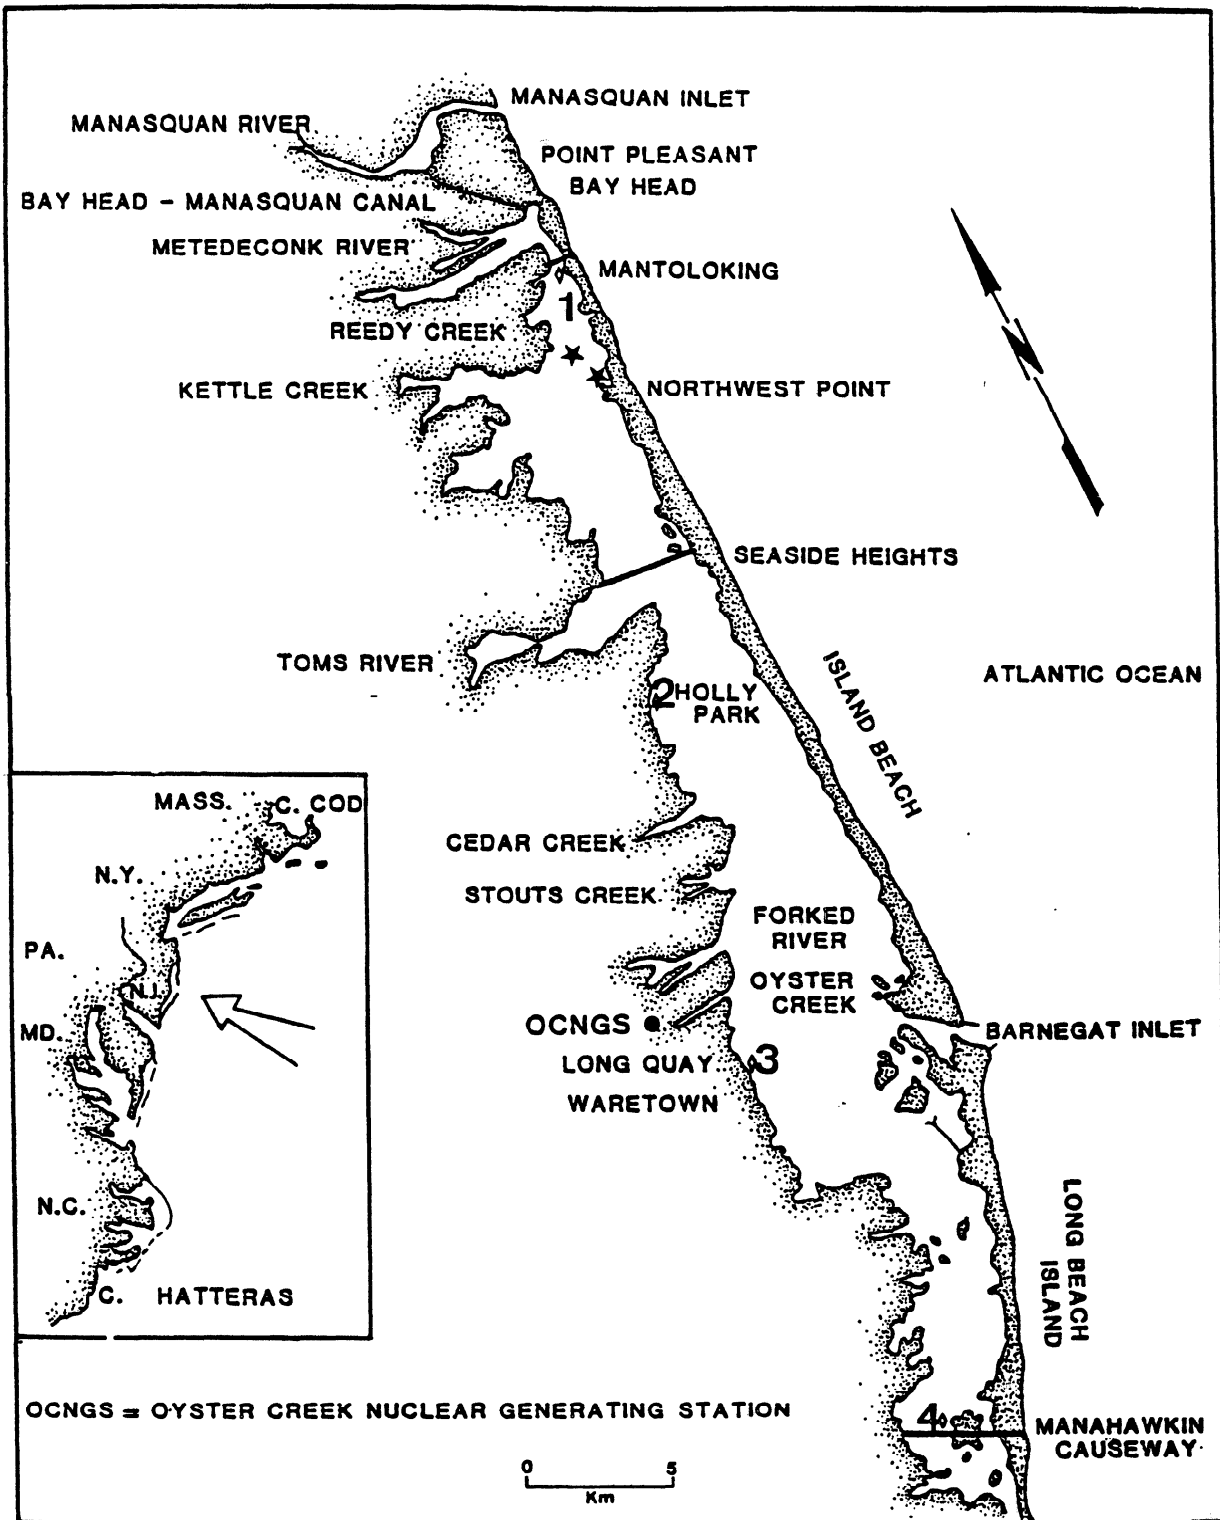 MANASQUAN INLET
MANASQUAN RIVER
POINT PLEASANT
BAY HEAD
BAY HEAD - MANASQUAN CANAL
METEDECONK RIVER
MANTOLOKING
1
REEDY CREEK
KETTLE CREEK
NORTHWEST POINT
N
SEASIDE HEIGHTS
TOMS RIVER
ISLAND BEACH
ATLANTIC OCEAN
2
HOLLY
PARK
MASS.
C. COD
CEDAR CREEK
N.Y.
STOUTS CREEK
FORKED
RIVER
PA.
OYSTER
CREEK
N.J.
OCNGS
MD.
BARNEGAT INLET
LONG QUAY
3
WARETOWN
N.C.
LONG BEACH
ISLAND
C. HATTERAS
OCNGS = OYSTER CREEK NUCLEAR GENERATING STATION
4
MANAHAWKIN
CAUSEWAY
0 5
Km